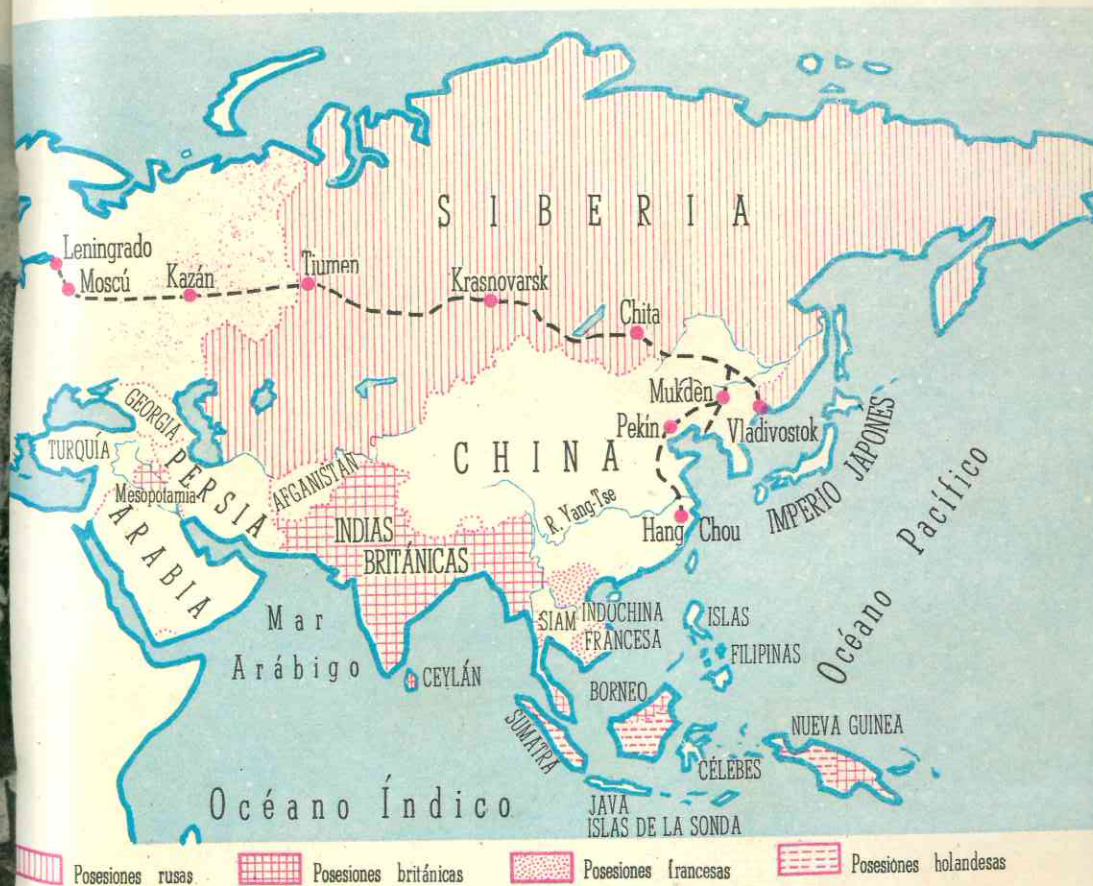 SIBERIA
Leningrado
Moscú
Kazán
Tiumen
Krasnovarsk
Chita
Mukdèn
Pekín
Vladivostok
GEORGIA
TURQUÍA
PERSIA
AFGANISTÁN
CHINA
IMPERIO JAPONÉS
Mesopotamia
ARABIA
INDIAS
BRITÁNICAS
R. Yang-Tse
Hang Chou
Océano Pacífico
Mar
Arábigo
SIAM
INDOCHINA
FRANCESA
ISLAS
FILIPINAS
CEYLÁN
BORNEO
SUMATRA
NUEVA GUINEA
CÉLEBES
Océano Índico
JAVA
ISLAS DE LA SONDA
Posesiones rusas
Posesiones británicas
Posesiones francesas
Posesiones holandesas